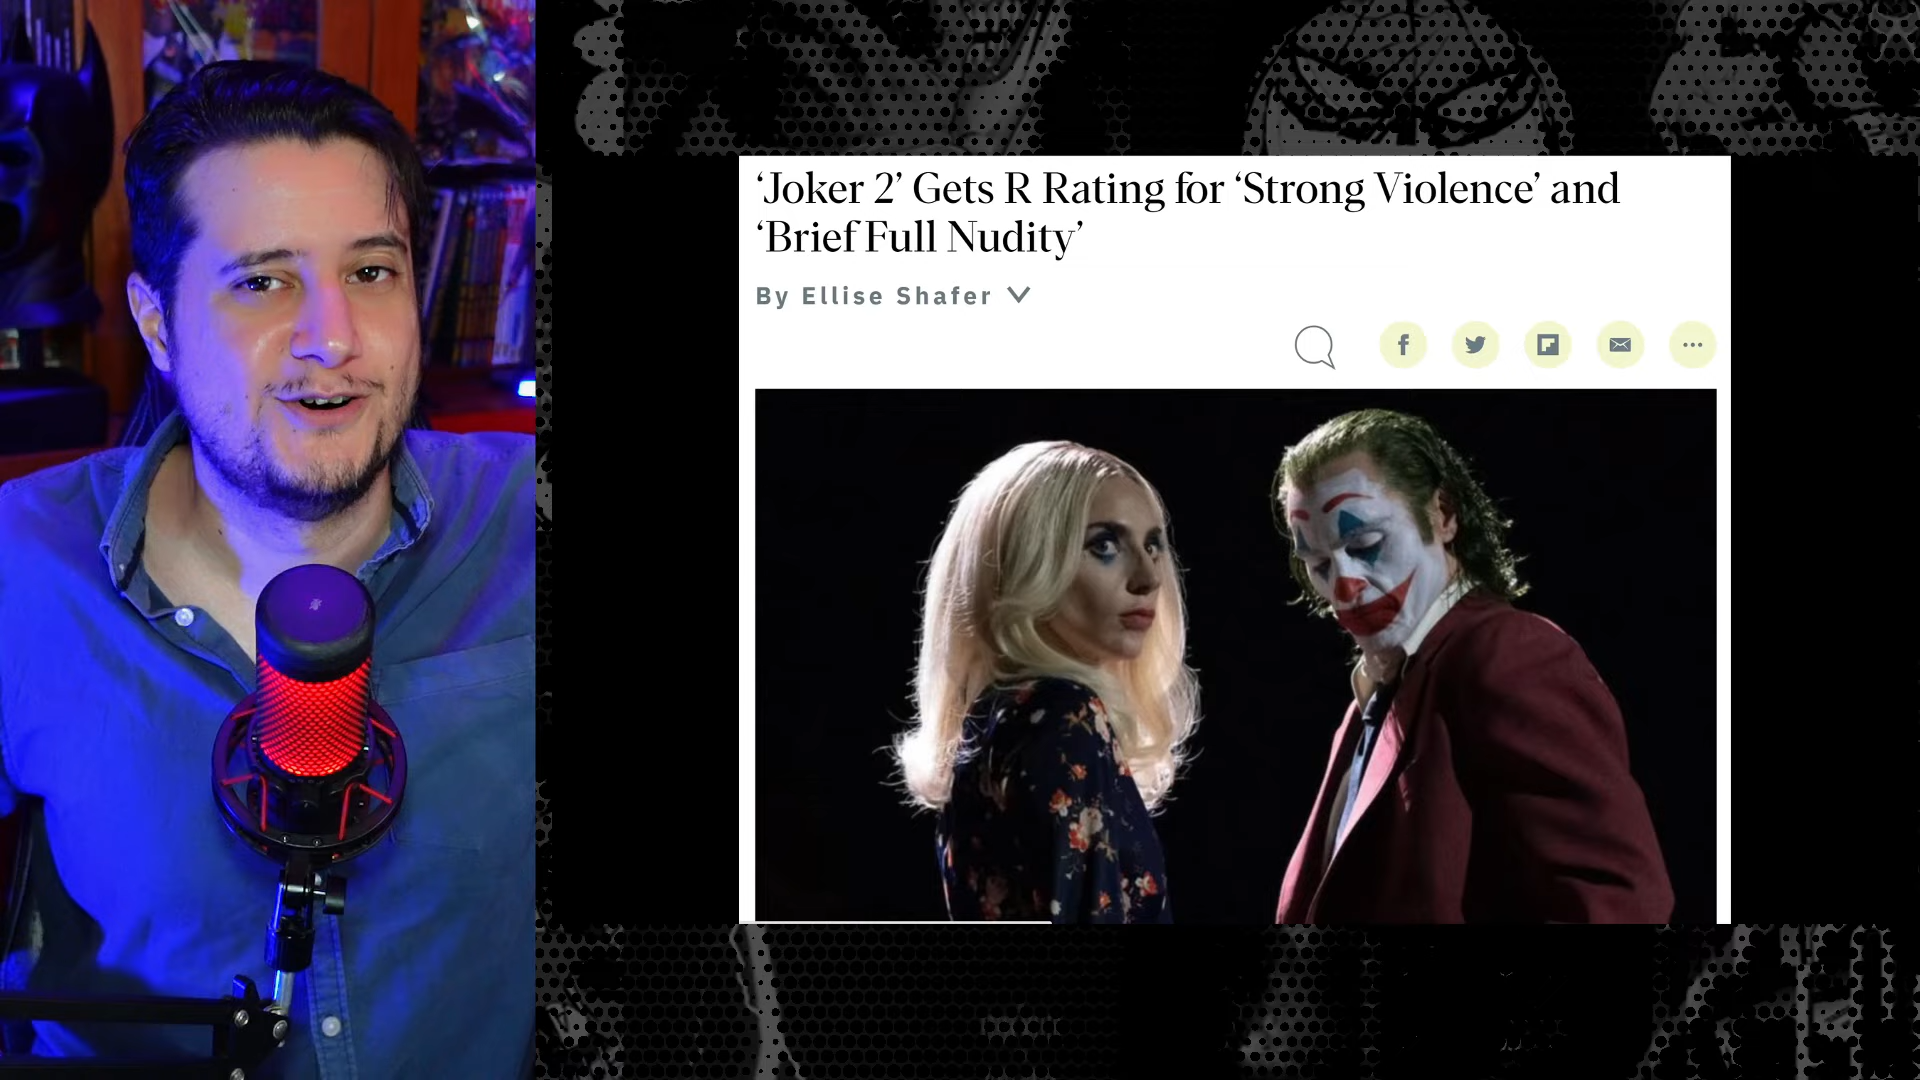 ‘Joker 2’ Gets R Rating for ‘Strong Violence’ and
‘Brief Full Nudity’
By Ellise Shafer